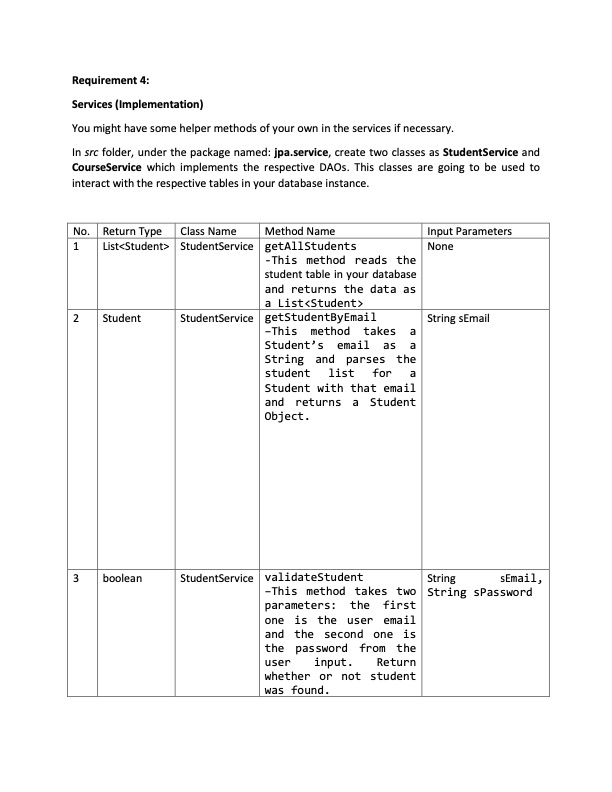 Requirement 4:
Services (Implementation)
You might have some helper methods of your own in the services if necessary.
In src folder, under the package named: jpa.service, create two classes as StudentService and
CourseService which implements the respective DAOs. This classes are going to be used to
interact with the respective tables in your database instance.
No. Return Type Class Name Method Name Input Parameters
1 List<Student> StudentService getAllStudents None
-This method reads the
student table in your database
and returns the data as
a List<Student>
2 Student StudentService getStudentByEmail String sEmail
–This method takes a
Student’s email as a
String and parses the
student list for a
Student with that email
and returns a Student
Object.
3 boolean StudentService validateStudent String sEmail,
–This method takes two String sPassword
parameters: the first
one is the user email
and the second one is
the password from the
user input. Return
whether or not student
was found.